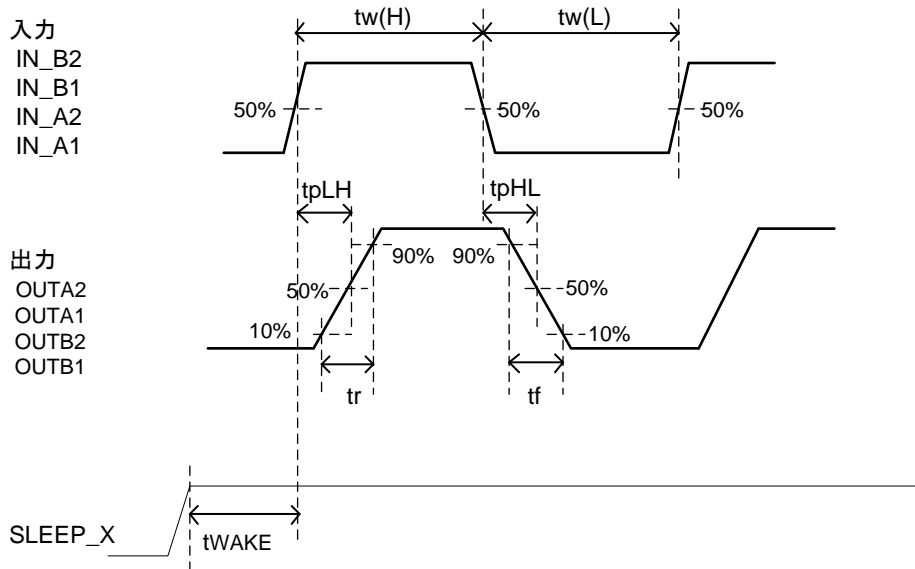 tw(H)
tw(L)
入力
IN_B2
IN_B1
IN_A2
IN_A1
50%
50%
50%
tpLH
tpHL
出力
OUTA2
OUTA1
OUTB2
OUTB1
90%
90%
50%
50%
10%
10%
tr
tf
SLEEP_X
tWAKE